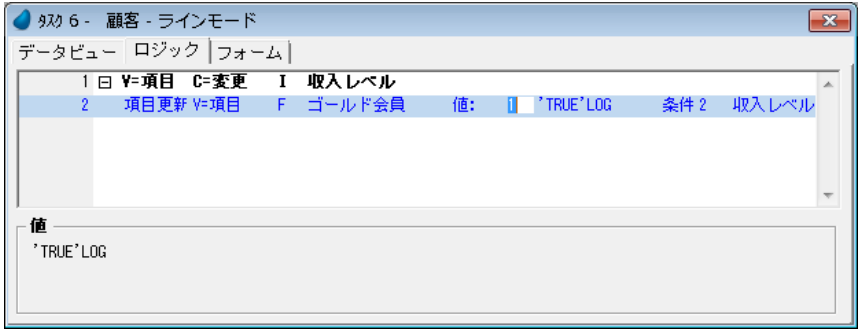 ﾀｽｸ 6 - 顧客 - ラインモード
データビュー ロジック フォーム
1 V=項目 C=変更 I 収入レベル
2 項目更新 V=項目 F ゴールド会員 値: 1 'TRUE'LOG 条件 2 収入レベル
値
'TRUE'LOG